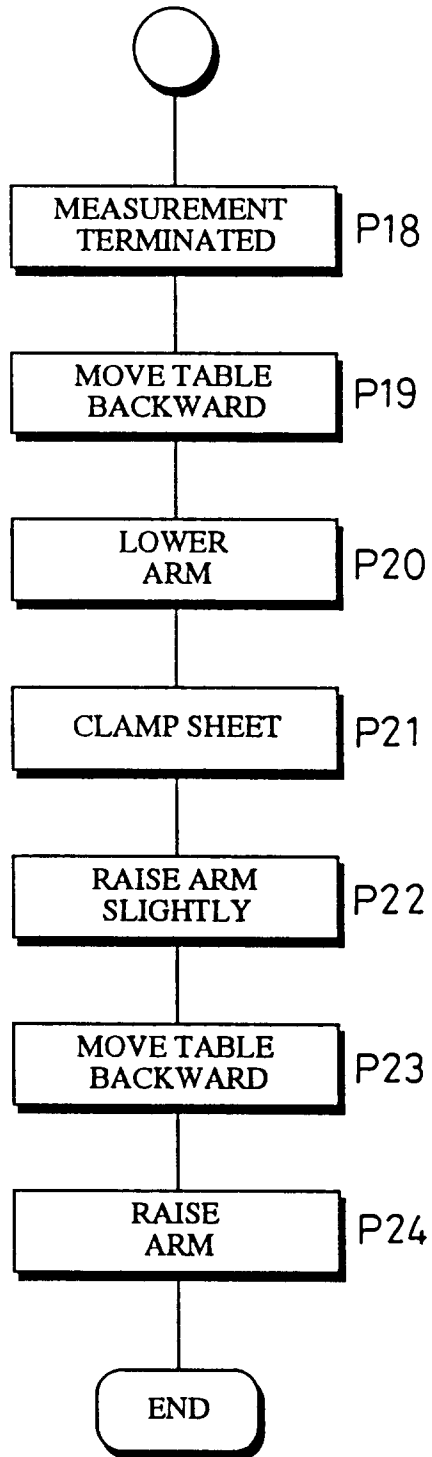 MEASUREMENT
TERMINATED
P18
MOVE TABLE
BACKWARD
P19
LOWER
ARM
P20
CLAMP SHEET
P21
RAISE ARM
SLIGHTLY
P22
MOVE TABLE
BACKWARD
P23
RAISE
ARM
P24
END